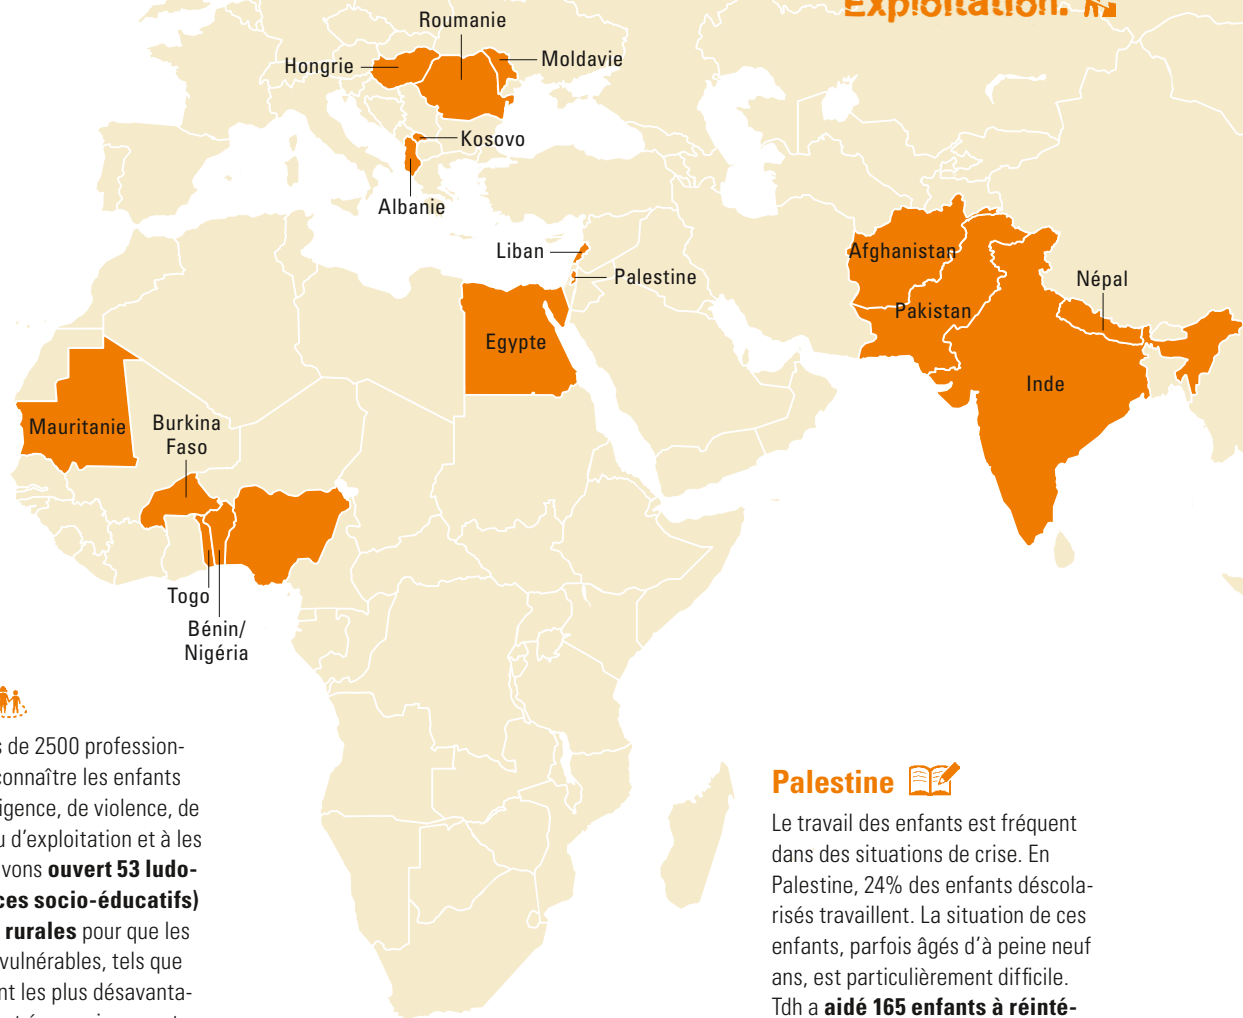 Exploitation.
Roumanie
Hongrie
Moldavie
Kosovo
Albanie
Liban
Palestine
Afghanistan
Népal
Pakistan
Egypte
Inde
Mauritanie
Burkina
Faso
Togo
Bénin/
Nigéria
s de 2500 profession-
connaître les enfants
igence, de violence, de
u d'exploitation et à les
vons ouvert 53 ludo-
ces socio-éducatifs)
rurales pour que les
vulnérables, tels que
nt les plus désavanta-
Palestine
Le travail des enfants est fréquent
dans des situations de crise. En
Palestine, 24% des enfants déscola-
risés travaillent. La situation de ces
enfants, parfois âgés d'à peine neuf
ans, est particulièrement difficile.
Tdh a aidé 165 enfants à réinté-